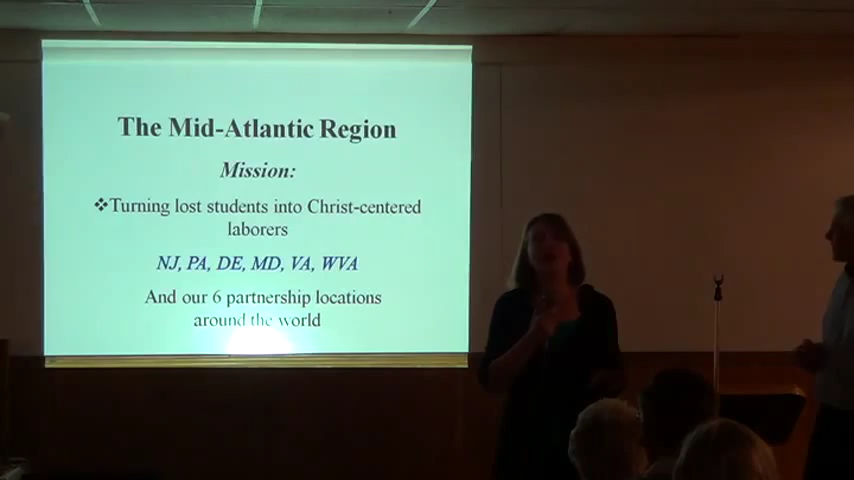 The Mid-Atlantic Region
Mission:
❖Turning lost students into Christ-centered
laborers
NJ, PA, DE, MD, VA, WVA
And our 6 partnership locations
around the world